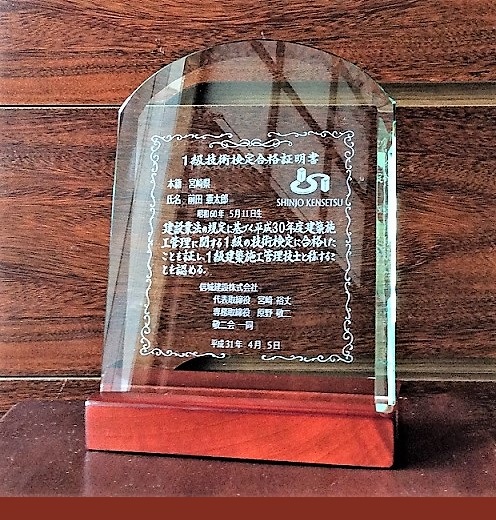 1級技術検定合格証明書
本籍 宮崎県
SHINJO KENSETSU
氏名 前田 憲太郎
昭和60年 5月11日生
建設業法の規定に基づく平成30年度建築施
工管理に関する1級の技術検定に合格した
ことを証し、1級建築施工管理技士と称するこ
とを認める。
信城建設株式会社
代表取締役 宮崎 裕丈
専務取締役 原野 敬二
敬二会 一同
平成31年 4月 5日